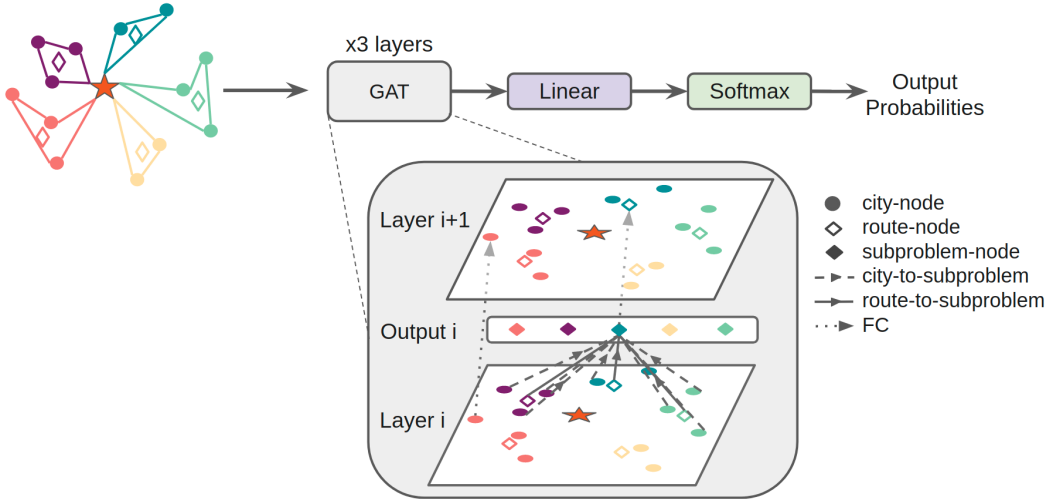 x3 layers
GAT
Linear
Softmax
Output
Probabilities
Layer i+1
Output i
Layer i
city-node
route-node
subproblem-node
city-to-subproblem
route-to-subproblem
FC